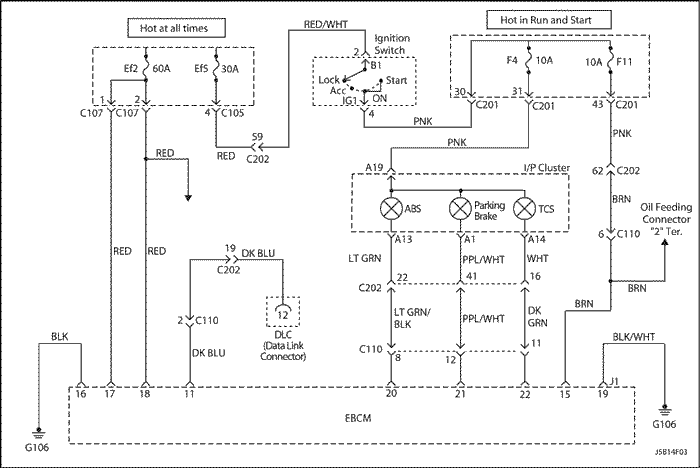 Hot at all times
RED/WHT
Ignition
Switch
Hot in Run and Start
Ef2 60A
Ef5 30A
2
B1
Lock
Start
Acc
ON
IG1
4
F4 10A
10A F11
1
C107
2
C107
4 C105
30 C201
31 C201
43 C201
PNK
PNK
PNK
59
C202
RED
RED
A19
I/P Cluster
62 C202
BRN
ABS
Parking
Brake
TCS
Oil Feeding
Connector
"2" Ter.
6 C110
A13
A1
A14
RED
RED
19
C202
DK BLU
LT GRN
PPL/WHT
WHT
C202
22
41
16
BRN
BRN
12
DLC
(Data Link
Connector)
2 C110
DK BLU
LT GRN/
BLK
PPL/WHT
DK
GRN
C110
8
12
11
BLK
BLK/WHT
16
17
18
11
20
21
22
15
19
J1
EBCM
G106
G106
J5B14F03